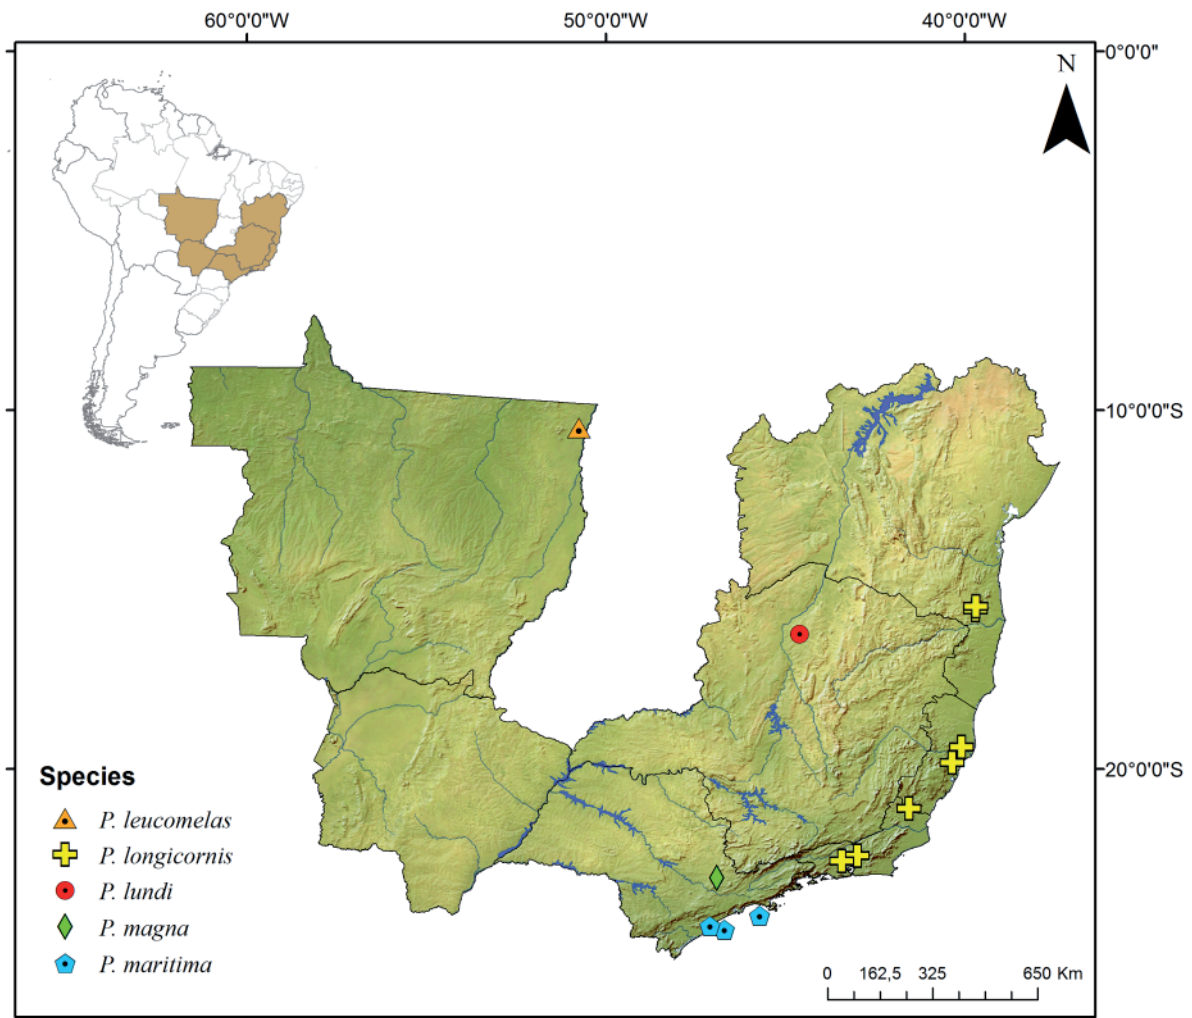 60°0'0"W 50°0'0"W 40°0'0"W
0°0'0"
N
10°0'0"S
20°0'0"S
Species
P. leucomelas
P. longicornis
P. lundi
P. magna
P. maritima
0 162,5 325 650 Km